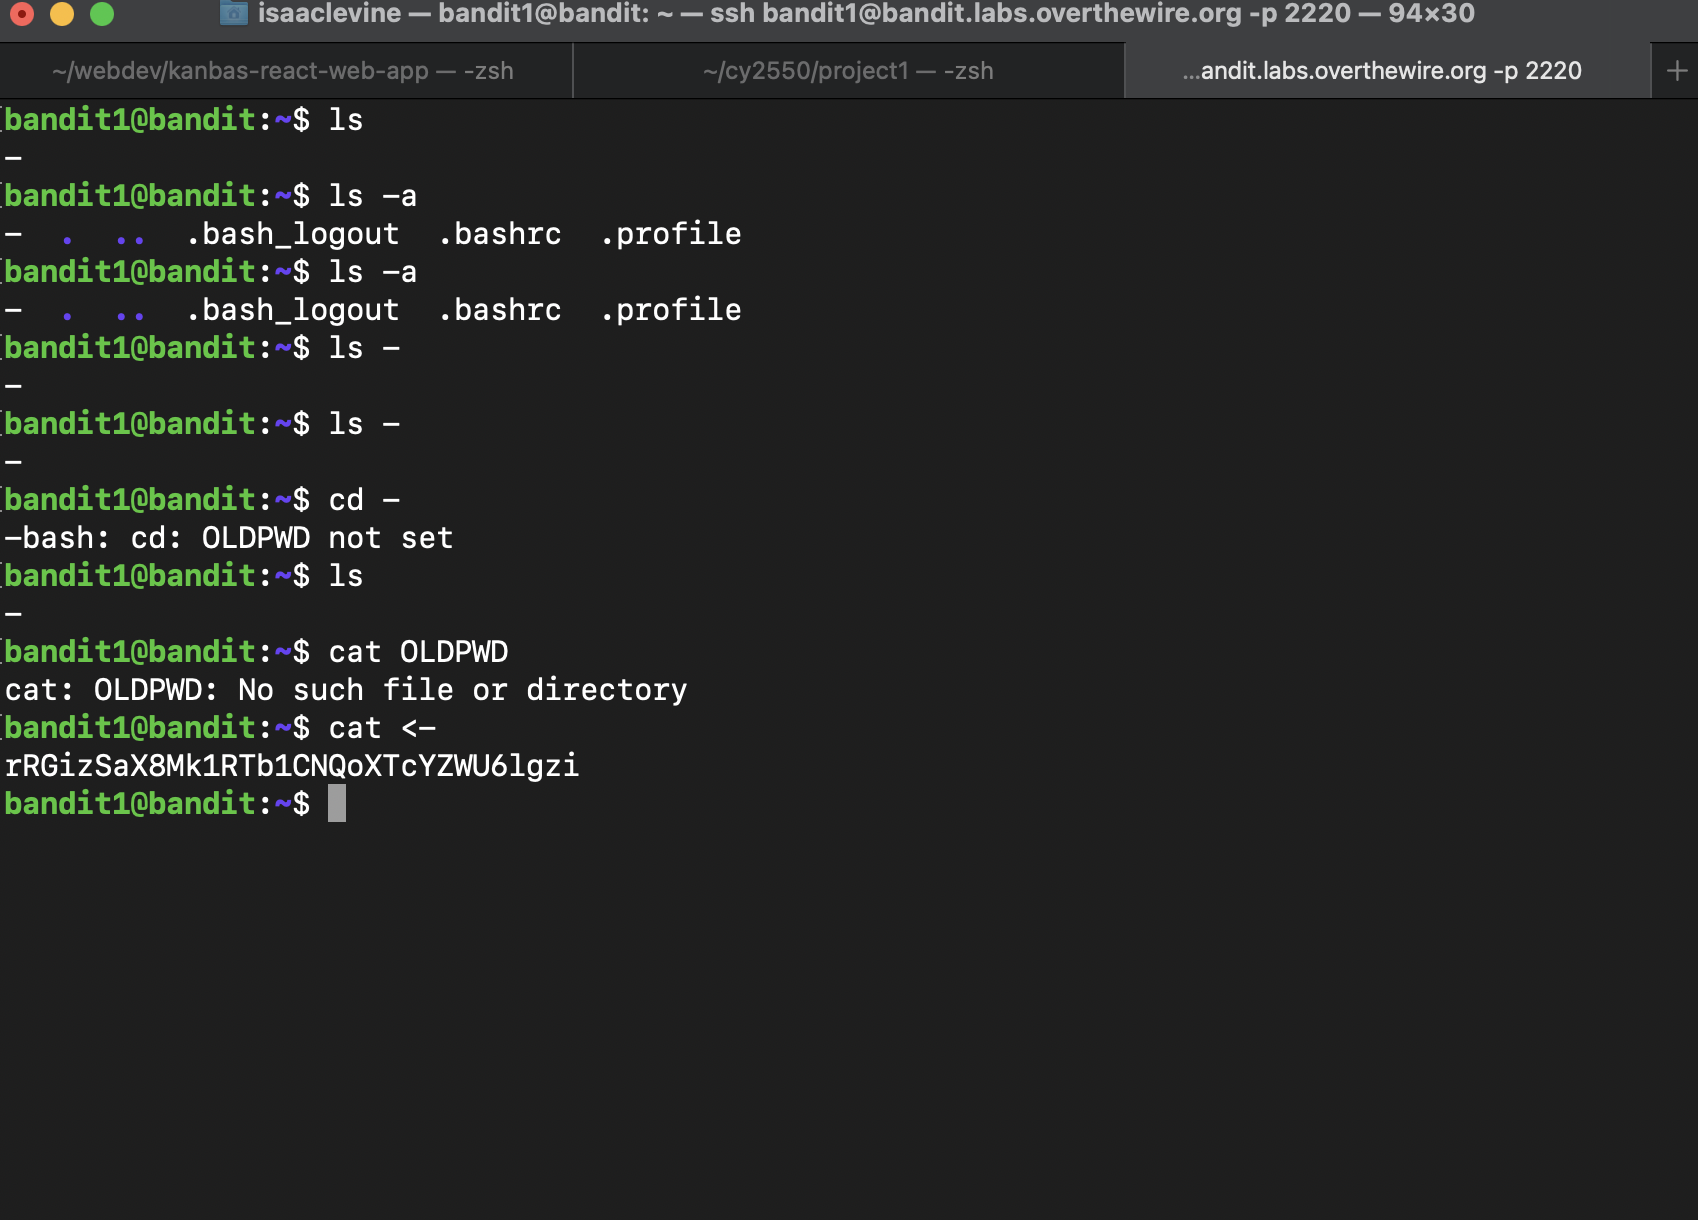 isaaclevine — bandit1@bandit: ~ — ssh bandit1@bandit.labs.overthewire.org -p 2220 — 94×30
~/webdev/kanbas-react-web-app — -zsh
~/cy2550/project1 — -zsh
...andit.labs.overthewire.org -p 2220
+
[bandit1@bandit:~$ ls
-
[bandit1@bandit:~$ ls -a
-  .  ..  .bash_logout  .bashrc  .profile
[bandit1@bandit:~$ ls -a
-  .  ..  .bash_logout  .bashrc  .profile
[bandit1@bandit:~$ ls -
-
[bandit1@bandit:~$ ls -
-
[bandit1@bandit:~$ cd -
-bash: cd: OLDPWD not set
[bandit1@bandit:~$ ls
-
[bandit1@bandit:~$ cat OLDPWD
cat: OLDPWD: No such file or directory
[bandit1@bandit:~$ cat <-
rRGizSaX8Mk1RTb1CNQoXTcYZWU6lgzi
bandit1@bandit:~$